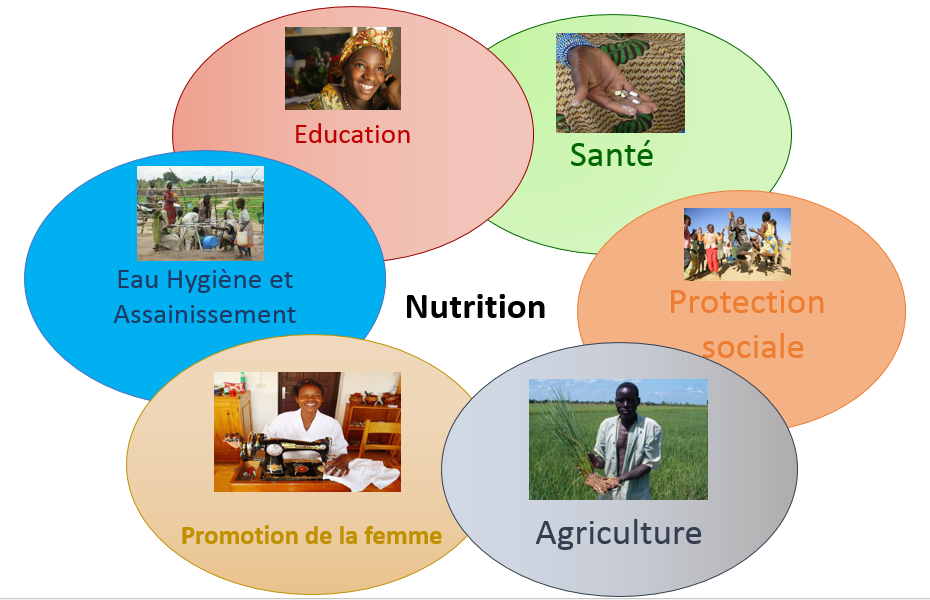 Education
Santé
Eau Hygiène et
Assainissement
Nutrition
Protection
sociale
Promotion de la femme
Agriculture